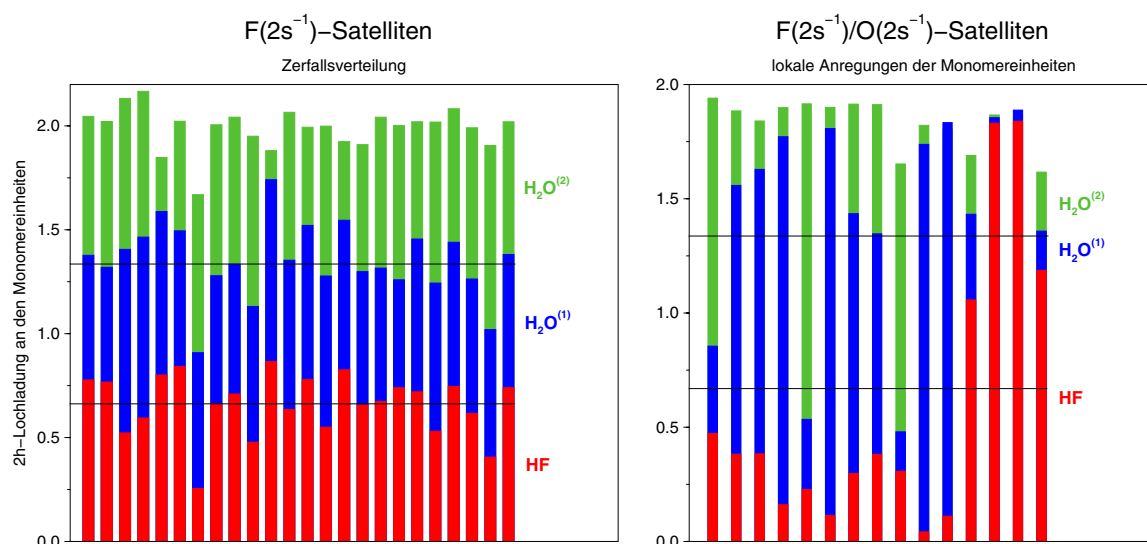 F(2s⁻¹)–Satelliten
Zerfallsverteilung
2h–Lochladung an den Monomereinheiten
2.0
1.5
1.0
0.5
0.0
H₂O⁽²⁾
H₂O⁽¹⁾
HF
F(2s⁻¹)/O(2s⁻¹)–Satelliten
lokale Anregungen der Monomereinheiten
2.0
1.5
1.0
0.5
0.0
H₂O⁽²⁾
H₂O⁽¹⁾
HF